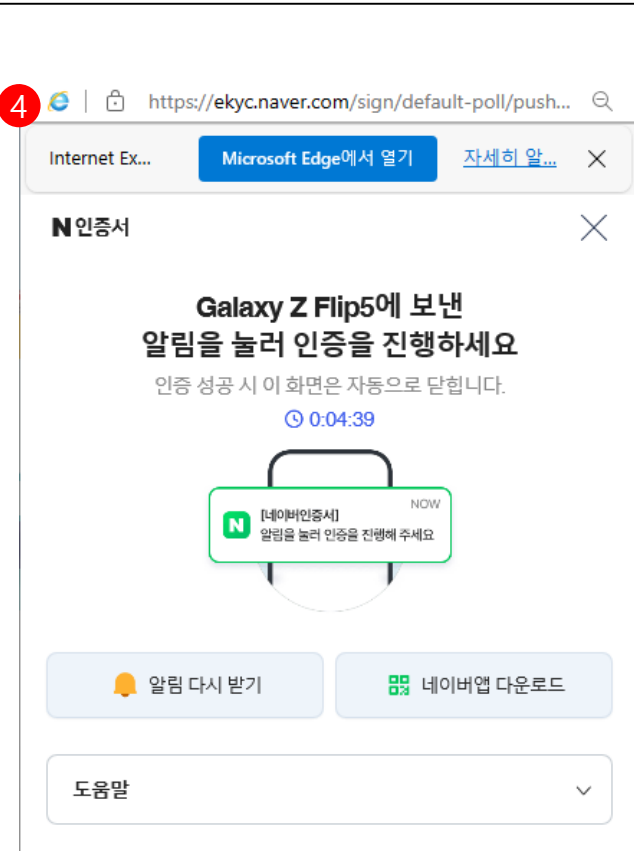 4
https://ekyc.naver.com/sign/default-poll/push...
Internet Ex...
Microsoft Edge에서 열기
자세히 알...
N인증서
Galaxy Z Flip5에 보낸
알림을 눌러 인증을 진행하세요
인증 성공 시 이 화면은 자동으로 닫힙니다.
0:04:39
NOW
N
[네이버인증서]
알림을 눌러 인증을 진행해 주세요
알림 다시 받기
네이버앱 다운로드
도움말